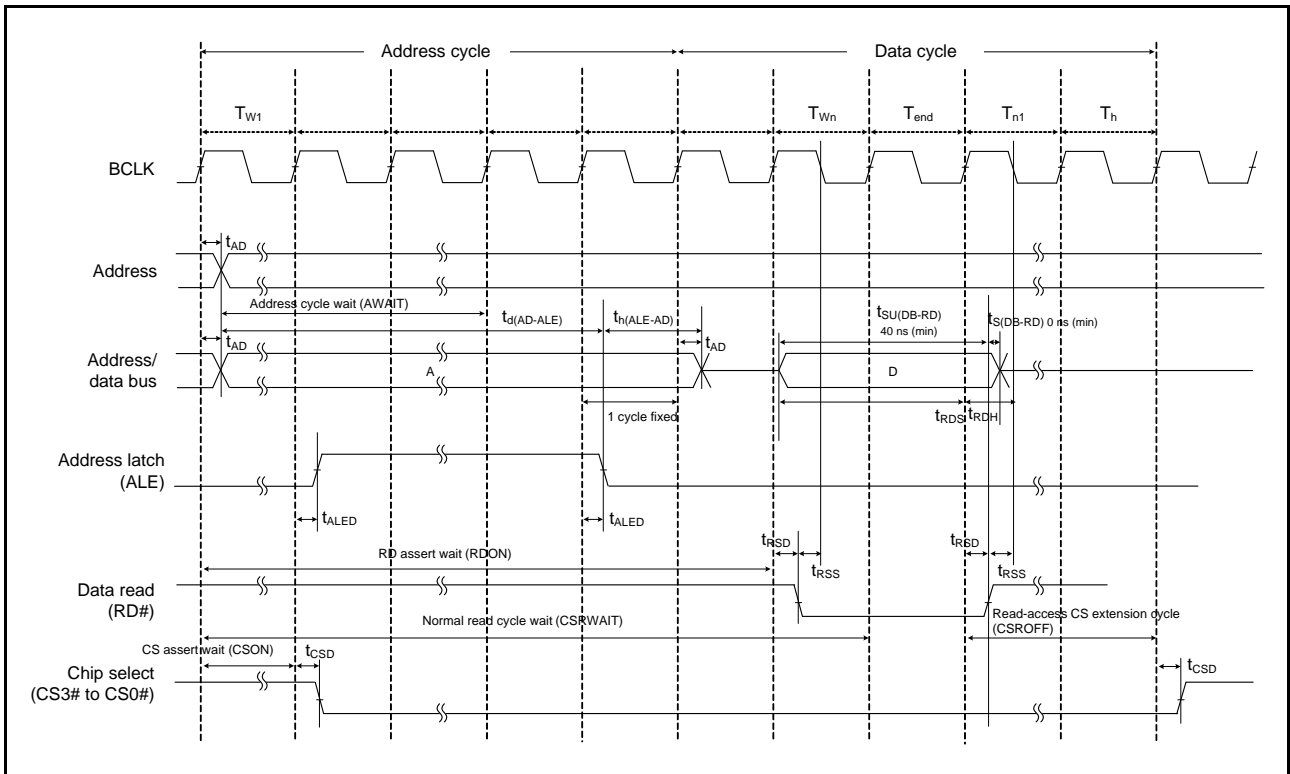 Address cycle
Data cycle
TW1
TWn
Tend
Tn1
Th
BCLK
tAD
Address
Address cycle wait (AWAIT)
td(AD-ALE)
th(ALE-AD)
tSU(DB-RD)
40 ns (min)
tS(DB-RD) 0 ns (min)
tAD
tAD
Address/
data bus
A
D
1 cycle fixed
tRDS
tRDH
Address latch
(ALE)
tALED
tALED
RD assert wait (RDON)
tRSD
tRSS
tRSD
tRSS
Data read
(RD#)
Normal read cycle wait (CSRWAIT)
Read-access CS extension cycle
(CSROFF)
CS assert wait (CSON)
tCSD
tCSD
Chip select
(CS3# to CS0#)